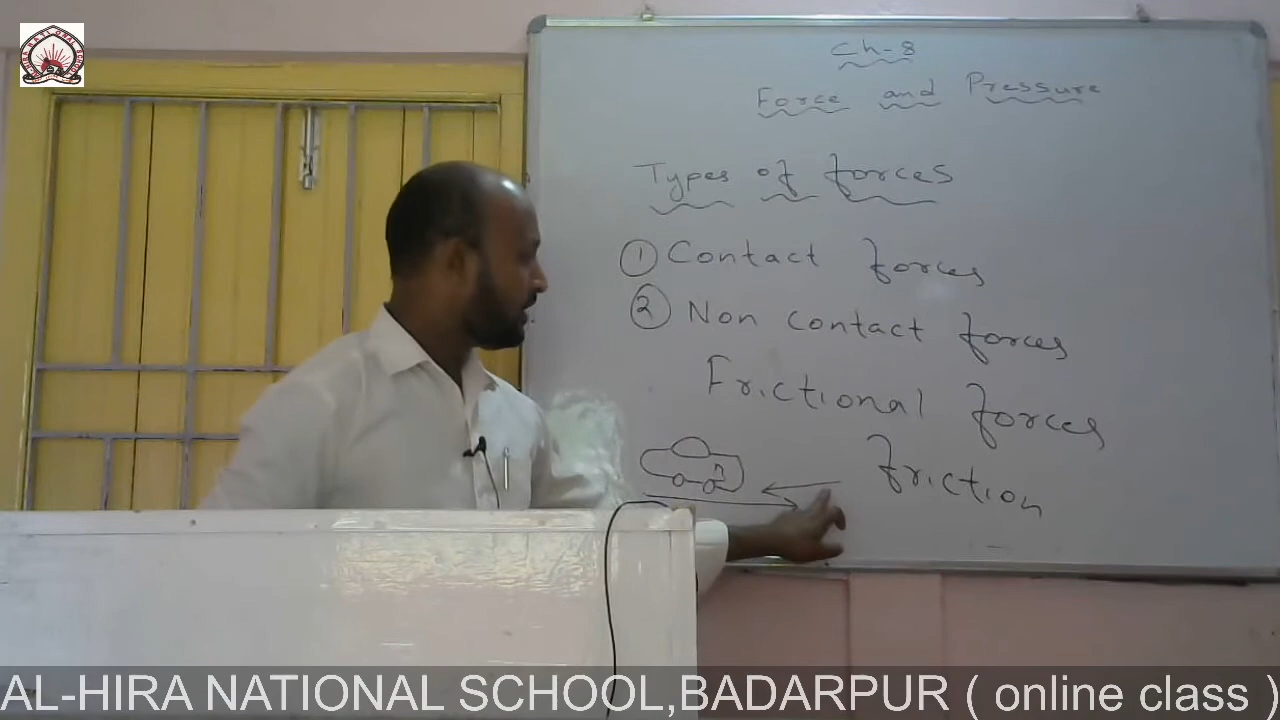 Ch-8
Force and Pressure
Types of forces
① Contact forces
② Non contact forces
Frictional forces
friction
AL-HIRA NATIONAL SCHOOL,BADARPUR ( online class )